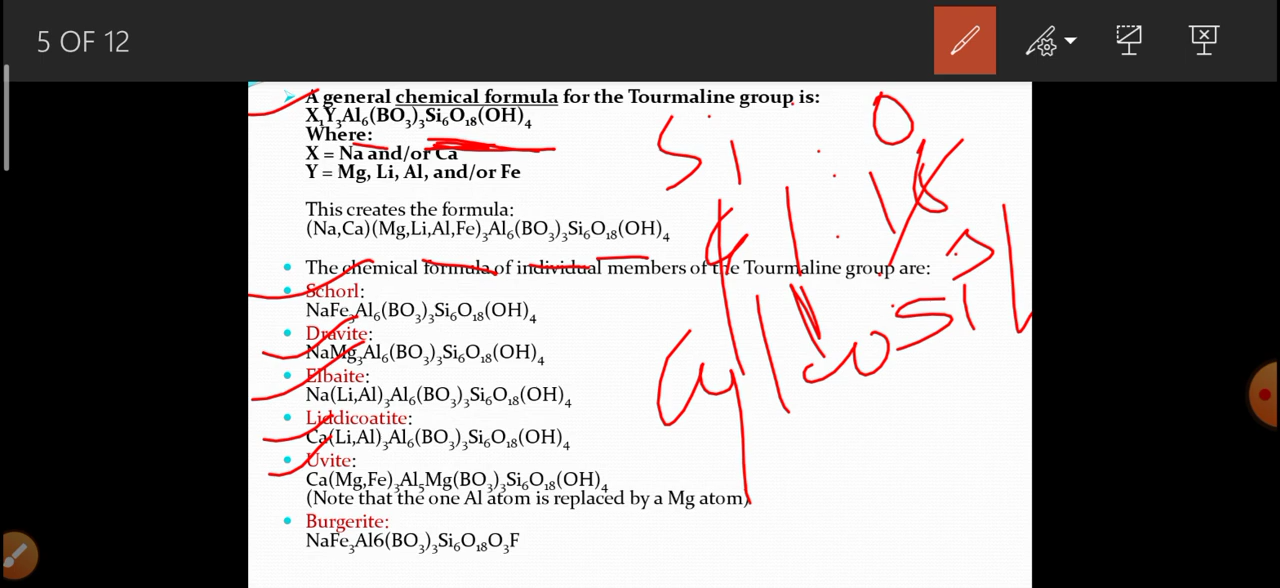 5 OF 12
A general chemical formula for the Tourmaline group is:
X₁Y₃Al₆(BO₃)₃Si₆O₁₈(OH)₄
Where:
X = Na and/or Ca
Y = Mg, Li, Al, and/or Fe
This creates the formula:
(Na,Ca)(Mg,Li,Al,Fe)₃Al₆(BO₃)₃Si₆O₁₈(OH)₄
The chemical formula of individual members of the Tourmaline group are:
Schorl:
NaFe₃Al₆(BO₃)₃Si₆O₁₈(OH)₄
Dravite:
NaMg₃Al₆(BO₃)₃Si₆O₁₈(OH)₄
Elbaite:
Na(Li,Al)₃Al₆(BO₃)₃Si₆O₁₈(OH)₄
Liddicoatite:
Ca(Li,Al)₃Al₆(BO₃)₃Si₆O₁₈(OH)₄
Uvite:
Ca(Mg,Fe)₃Al₅Mg(BO₃)₃Si₆O₁₈(OH)₄
(Note that the one Al atom is replaced by a Mg atom)
Burgerite:
NaFe₃Al6(BO₃)₃Si₆O₁₈O₃F
Si O
18